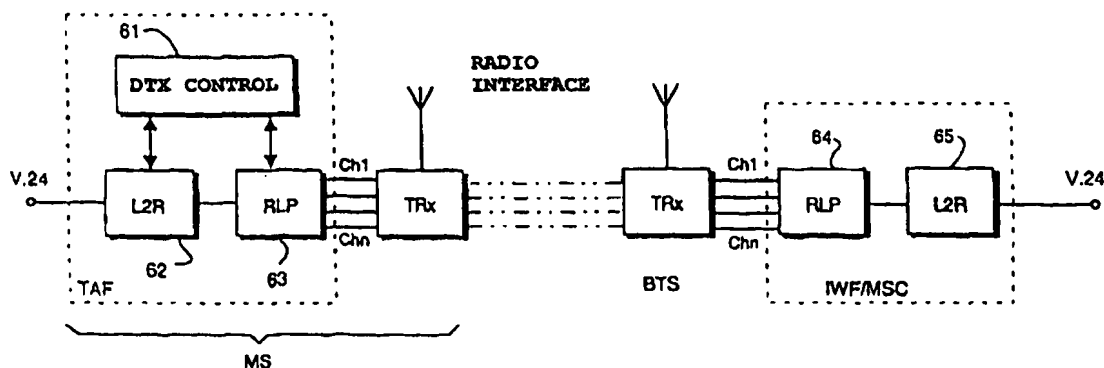 61
DTX CONTROL
RADIO
INTERFACE
V.24
L2R
RLP
Ch1
Chn
TRx
TRx
Ch1
Chn
64
65
RLP
L2R
V.24
62
63
TAF
BTS
IWF/MSC
MS